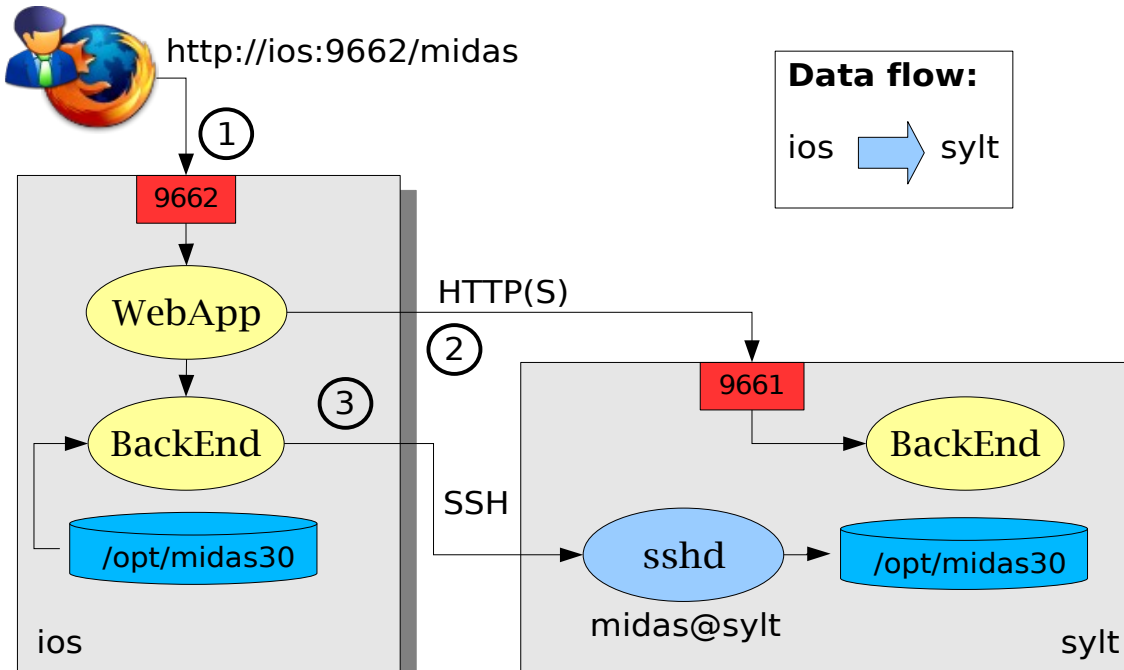 http://ios:9662/midas
Data flow:
ios sylt
1
9662
WebApp
HTTP(S)
2
9661
3
BackEnd
BackEnd
SSH
/opt/midas30
sshd
/opt/midas30
midas@sylt
ios
sylt